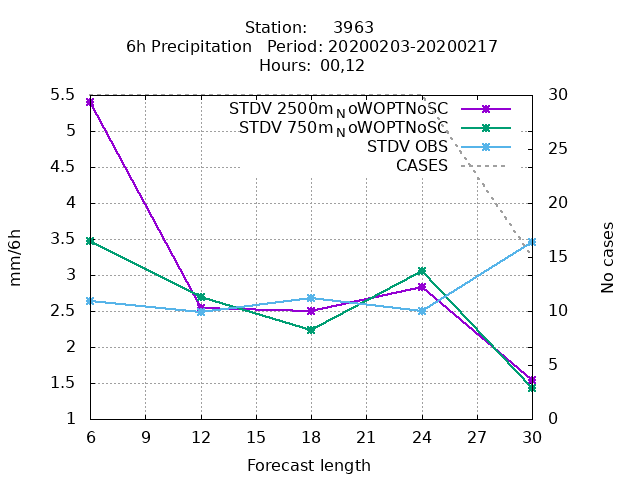 Station: 3963
6h Precipitation Period: 20200203-20200217
Hours: 00,12
STDV 2500m_NoWOPTNoSC
STDV 750m_NoWOPTNoSC
STDV OBS
CASES
5.5
5
4.5
4
3.5
3
2.5
2
1.5
1
mm/6h
30
25
20
15
10
5
0
No cases
6 9 12 15 18 21 24 27 30
Forecast length